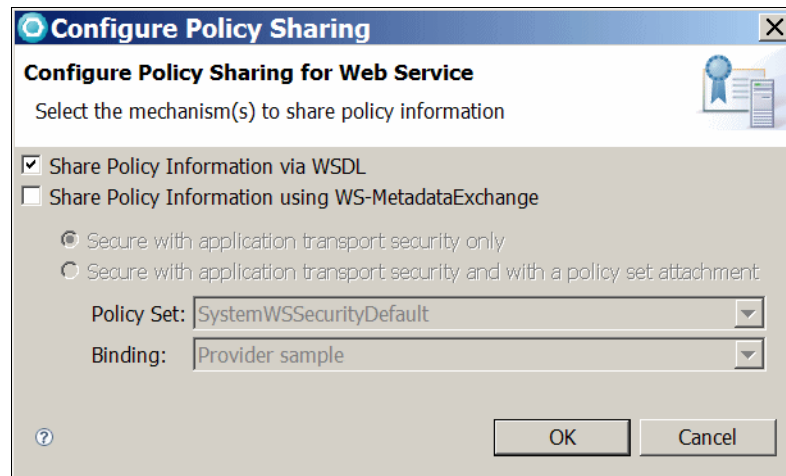 Configure Policy Sharing
Configure Policy Sharing for Web Service
Select the mechanism(s) to share policy information
Share Policy Information via WSDL
Share Policy Information using WS-MetadataExchange
Secure with application transport security only
Secure with application transport security and with a policy set attachment
Policy Set: SystemWSSecurityDefault
Binding: Provider sample
? OK Cancel